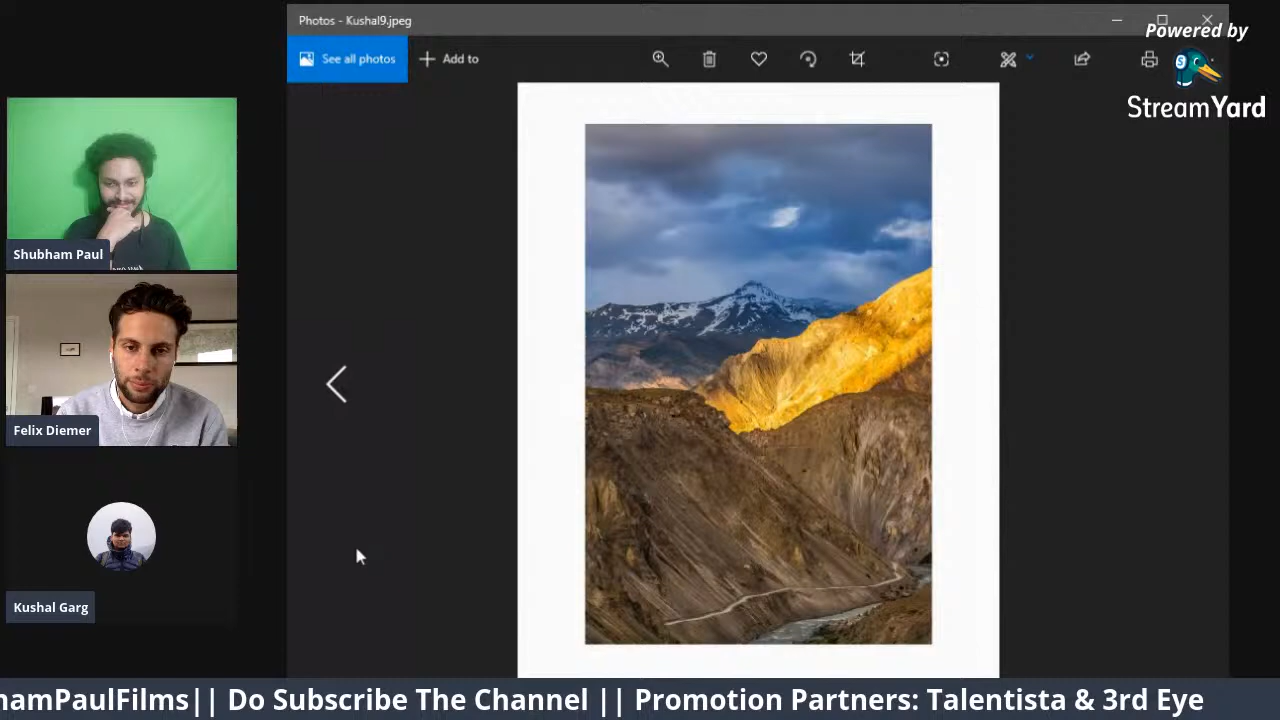 Photos - Kushal9.jpeg
Powered by
See all photos
Add to
StreamYard
Shubham Paul
Felix Diemer
Kushal Garg
hamPaulFilms|| Do Subscribe The Channel || Promotion Partners: Talentista & 3rd Eye